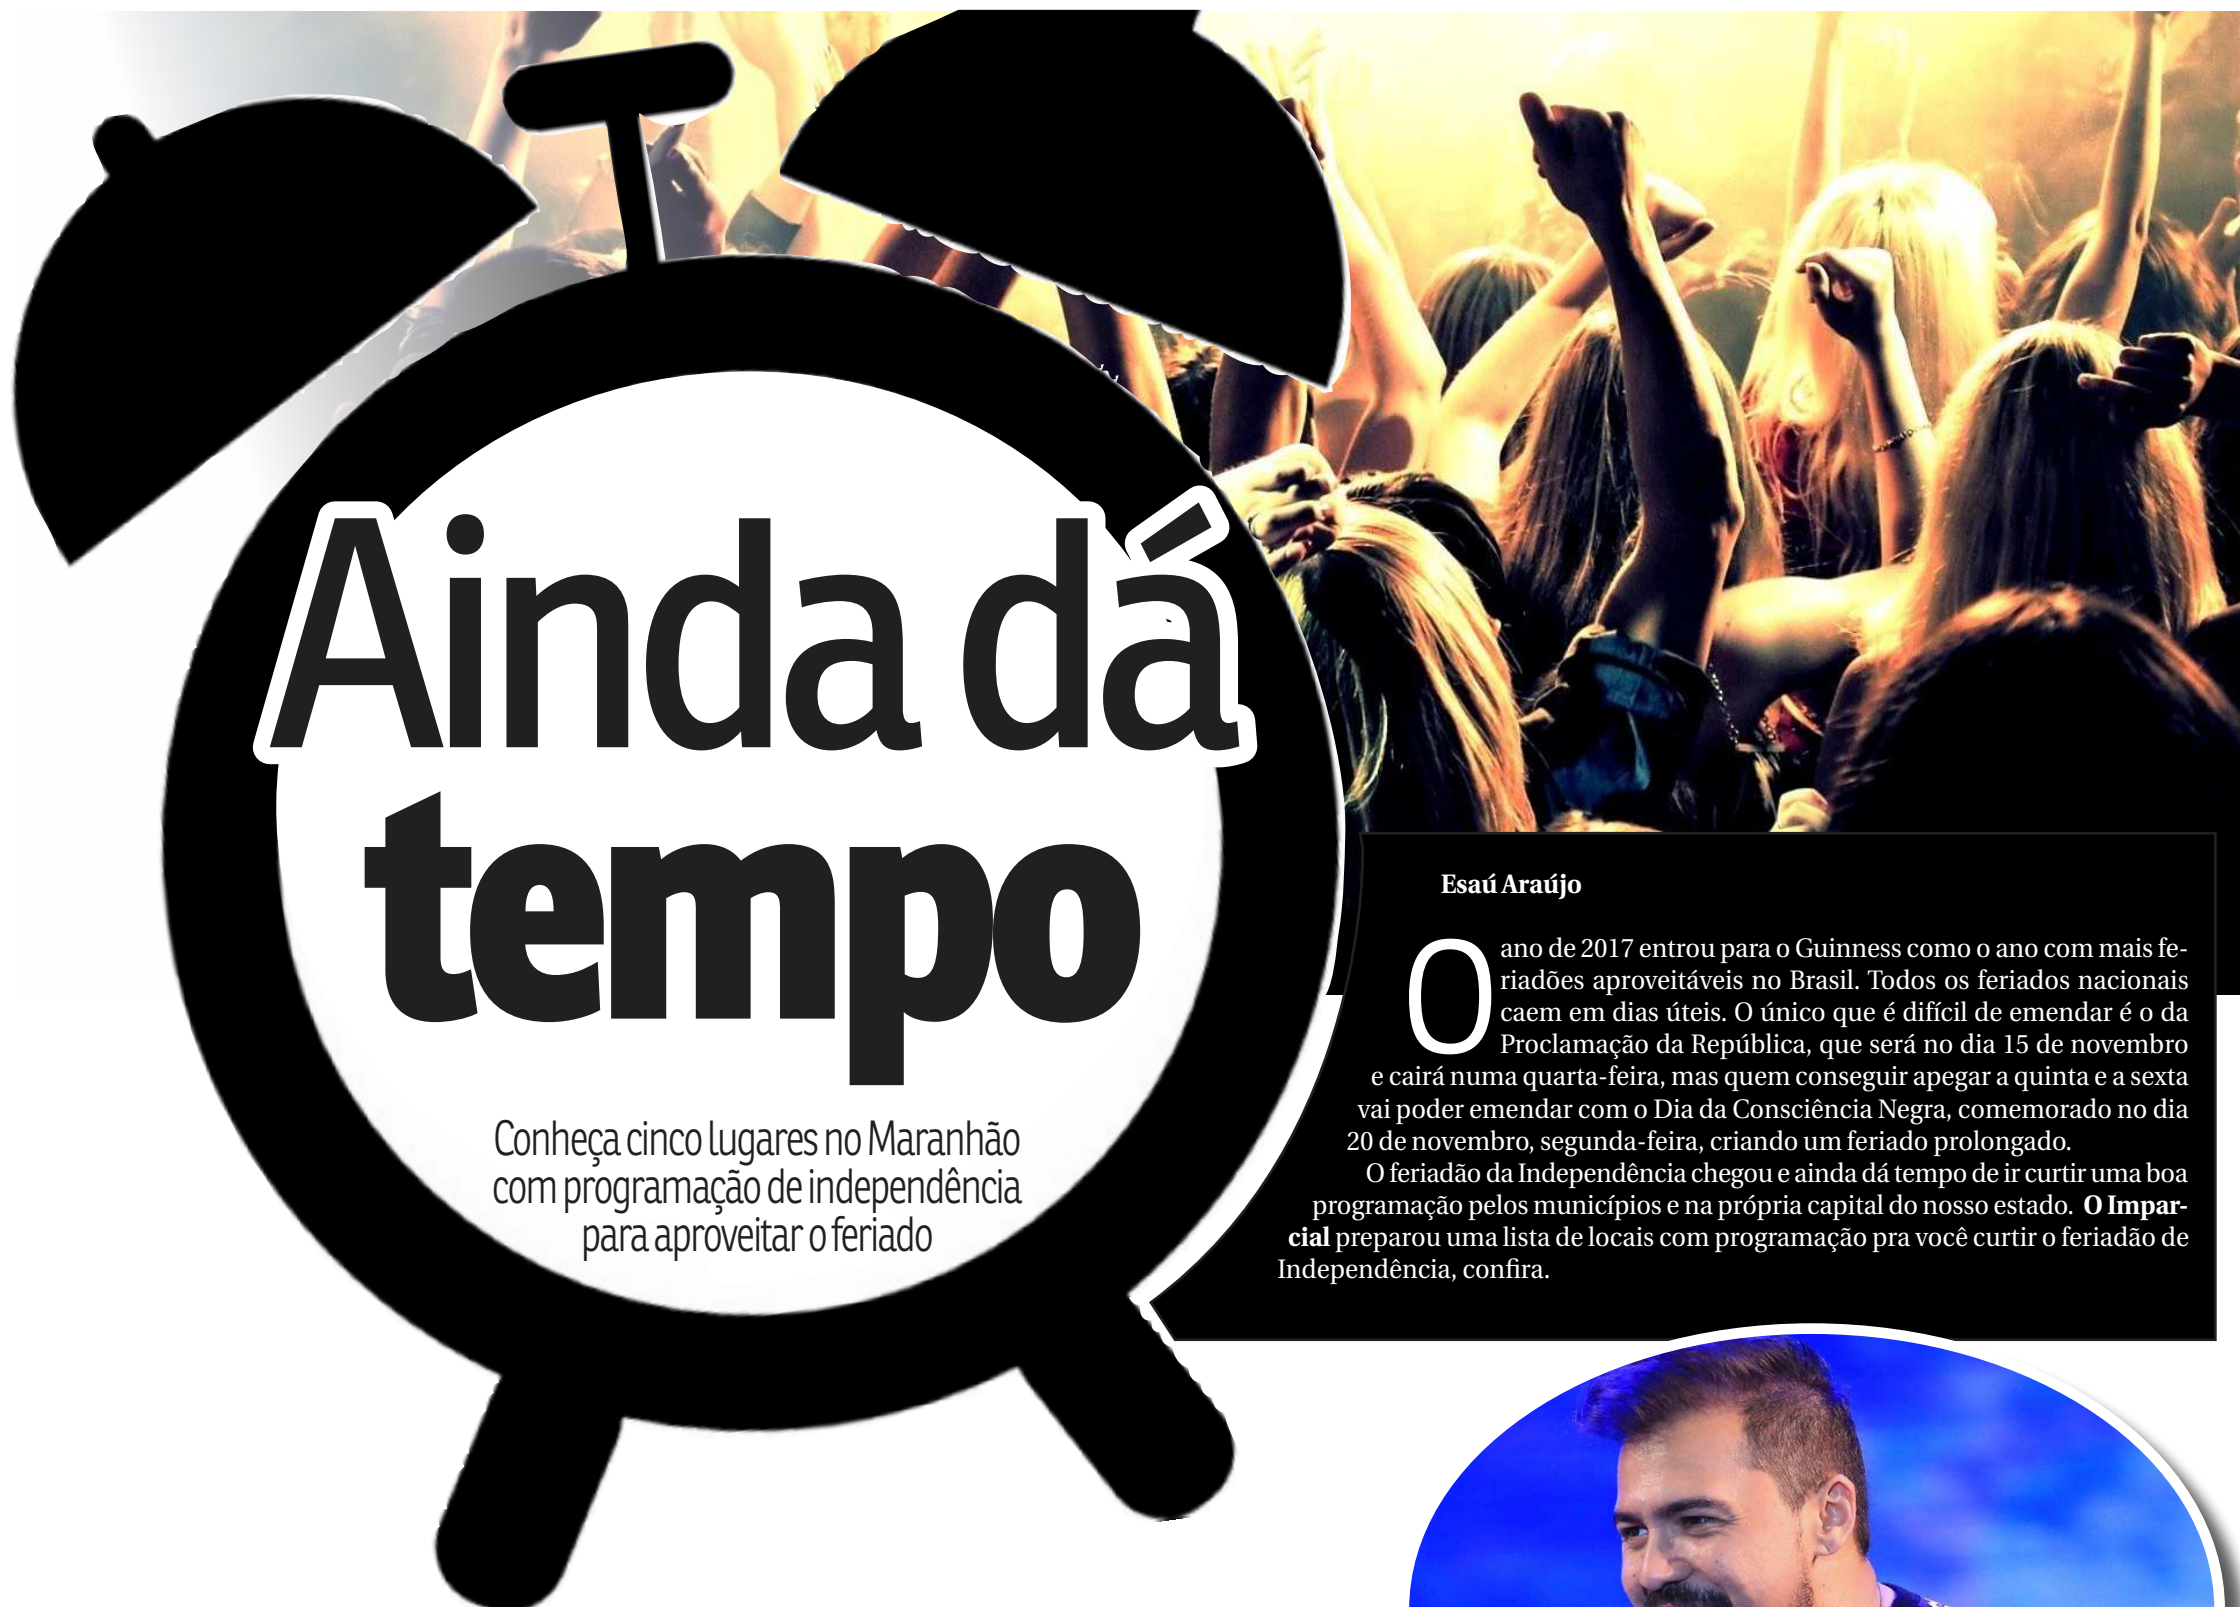 Ainda dá
tempo
Conheça cinco lugares no Maranhão
com programação de independência
para aproveitar o feriado
Esaú Araújo
O ano de 2017 entrou para o Guinness como o ano com mais fe-
riadões aproveitáveis no Brasil. Todos os feriados nacionais
caem em dias úteis. O único que é difícil de emendar é o da
Proclamação da República, que será no dia 15 de novembro
e cairá numa quarta-feira, mas quem conseguir apegar a quinta e a sexta
vai poder emendar com o Dia da Consciência Negra, comemorado no dia
20 de novembro, segunda-feira, criando um feriado prolongado.
O feriadão da Independência chegou e ainda dá tempo de ir curtir uma boa
programação pelos municípios e na própria capital do nosso estado. O Impar-
cial preparou uma lista de locais com programação pra você curtir o feriadão de
Independência, confira.